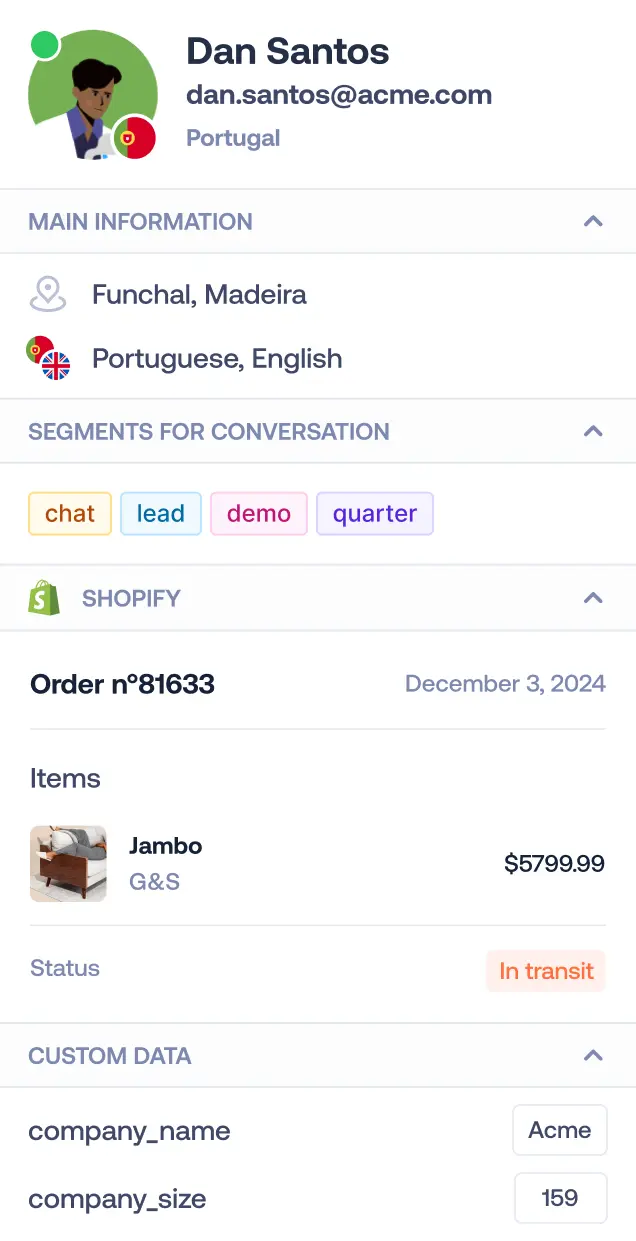 Dan Santos
dan.santos@acme.com
Portugal
MAIN INFORMATION
Funchal, Madeira
Portuguese, English
SEGMENTS FOR CONVERSATION
chat lead demo quarter
SHOPIFY
Order nº81633 December 3, 2024
Items
Jambo
G&S
$5799.99
Status In transit
CUSTOM DATA
company_name Acme
company_size 159